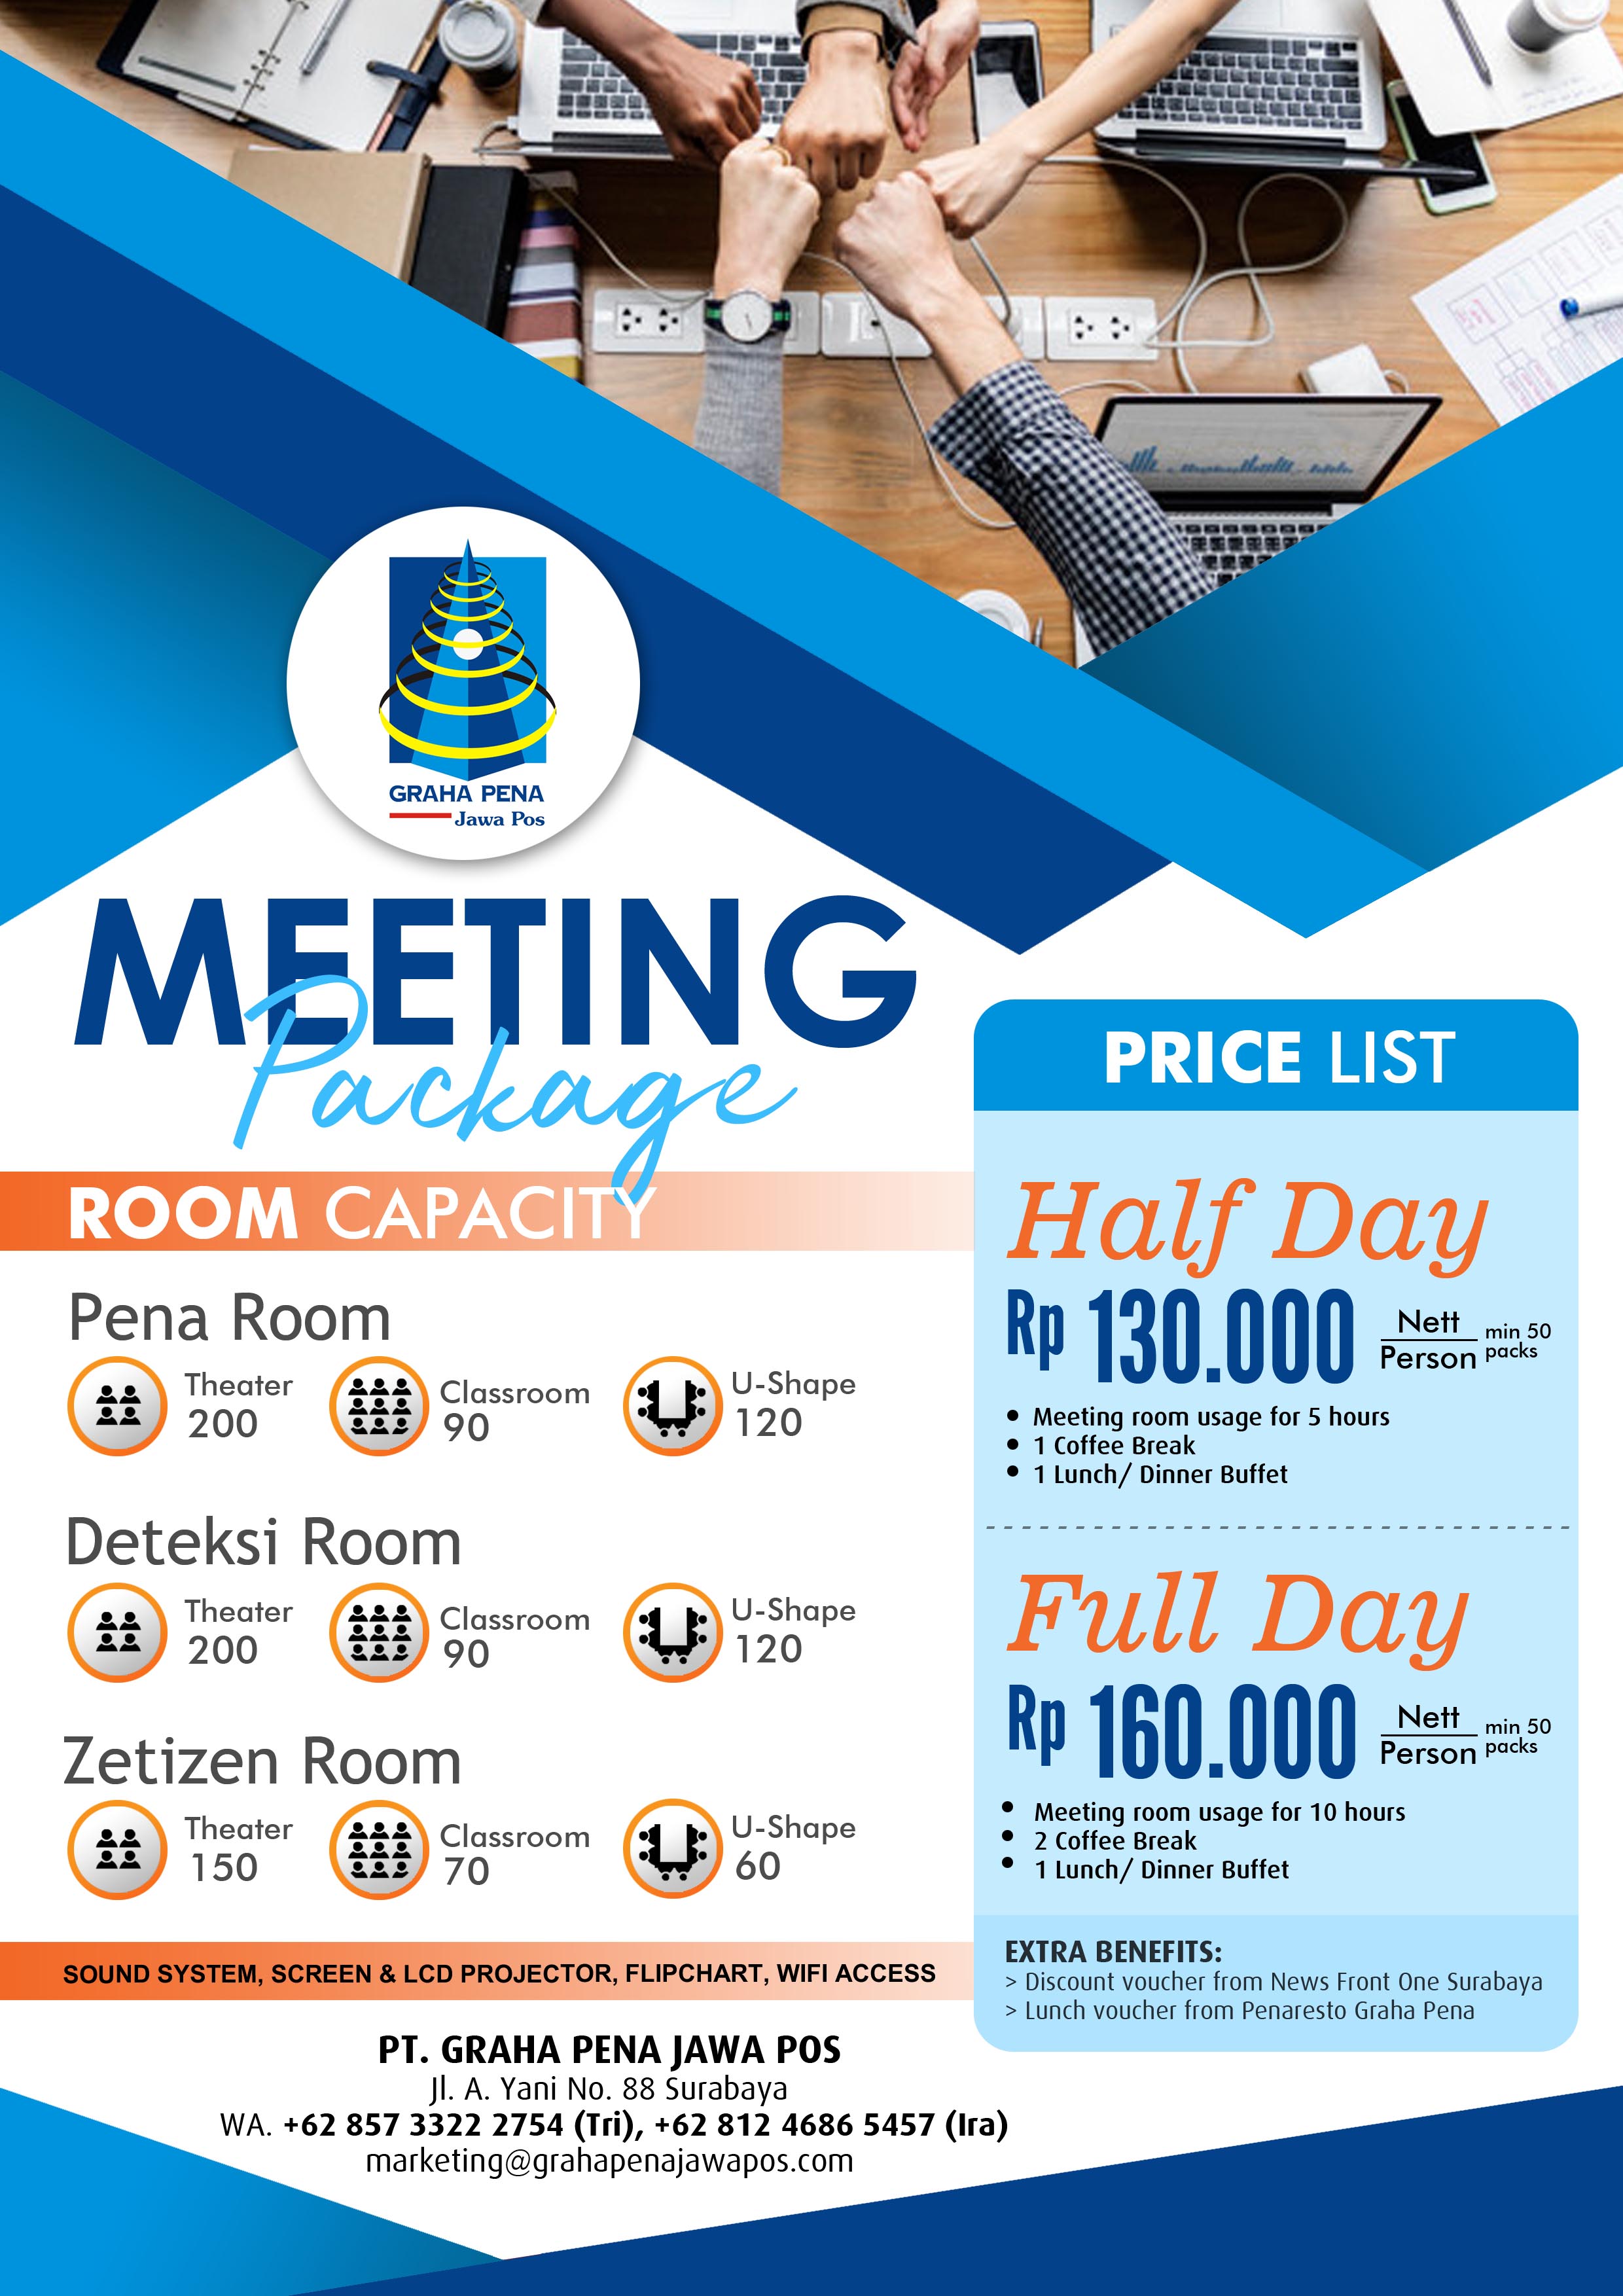 GRAHA PENA
Jawa Pos
MEETING
Package
ROOM CAPACITY
Pena Room
Theater
200
Classroom
90
U-Shape
120
Deteksi Room
Theater
200
Classroom
90
U-Shape
120
Zetizen Room
Theater
150
Classroom
70
U-Shape
60
SOUND SYSTEM, SCREEN & LCD PROJECTOR, FLIPCHART, WIFI ACCESS
PRICE LIST
Half Day
Rp 130.000 Nett
Person
min 50
packs
• Meeting room usage for 5 hours
• 1 Coffee Break
• 1 Lunch/ Dinner Buffet
Full Day
Rp 160.000 Nett
Person
min 50
packs
• Meeting room usage for 10 hours
• 2 Coffee Break
• 1 Lunch/ Dinner Buffet
EXTRA BENEFITS:
> Discount voucher from News Front One Surabaya
> Lunch voucher from Penaresto Graha Pena
PT. GRAHA PENA JAWA POS
Jl. A. Yani No. 88 Surabaya
WA. +62 857 3322 2754 (Tri), +62 812 4686 5457 (Ira)
marketing@grahapenajawapos.com